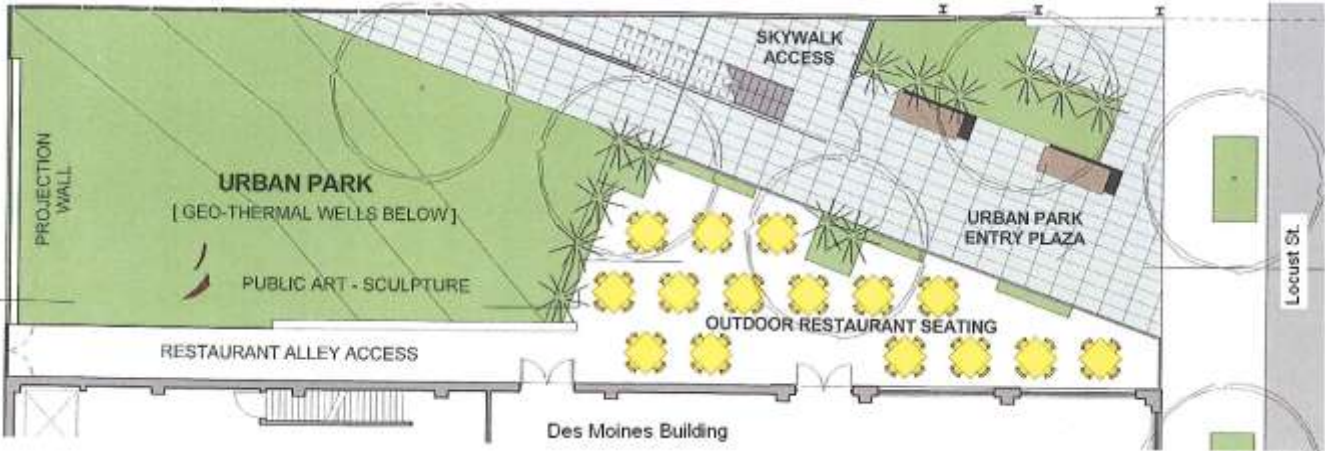 SKYWALK
ACCESS
PROJECTION
WALL
URBAN PARK
[ GEO-THERMAL WELLS BELOW ]
URBAN PARK
ENTRY PLAZA
PUBLIC ART - SCULPTURE
Locust St.
OUTDOOR RESTAURANT SEATING
RESTAURANT ALLEY ACCESS
Des Moines Building